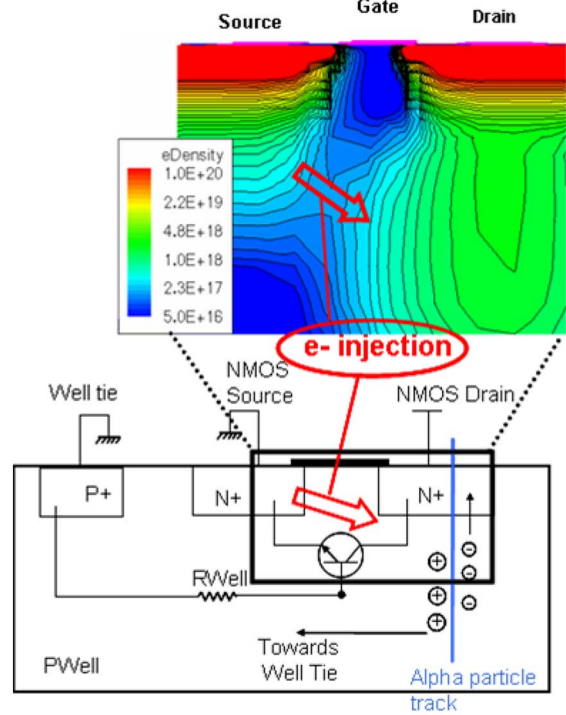 Source
Gate
Drain
eDensity
1.0E+20
2.2E+19
4.8E+18
1.0E+18
2.3E+17
5.0E+16
e- injection
Well tie
NMOS
Source
NMOS Drain
P+
N+
N+
RWell
PWell
Towards
Well Tie
Alpha particle
track